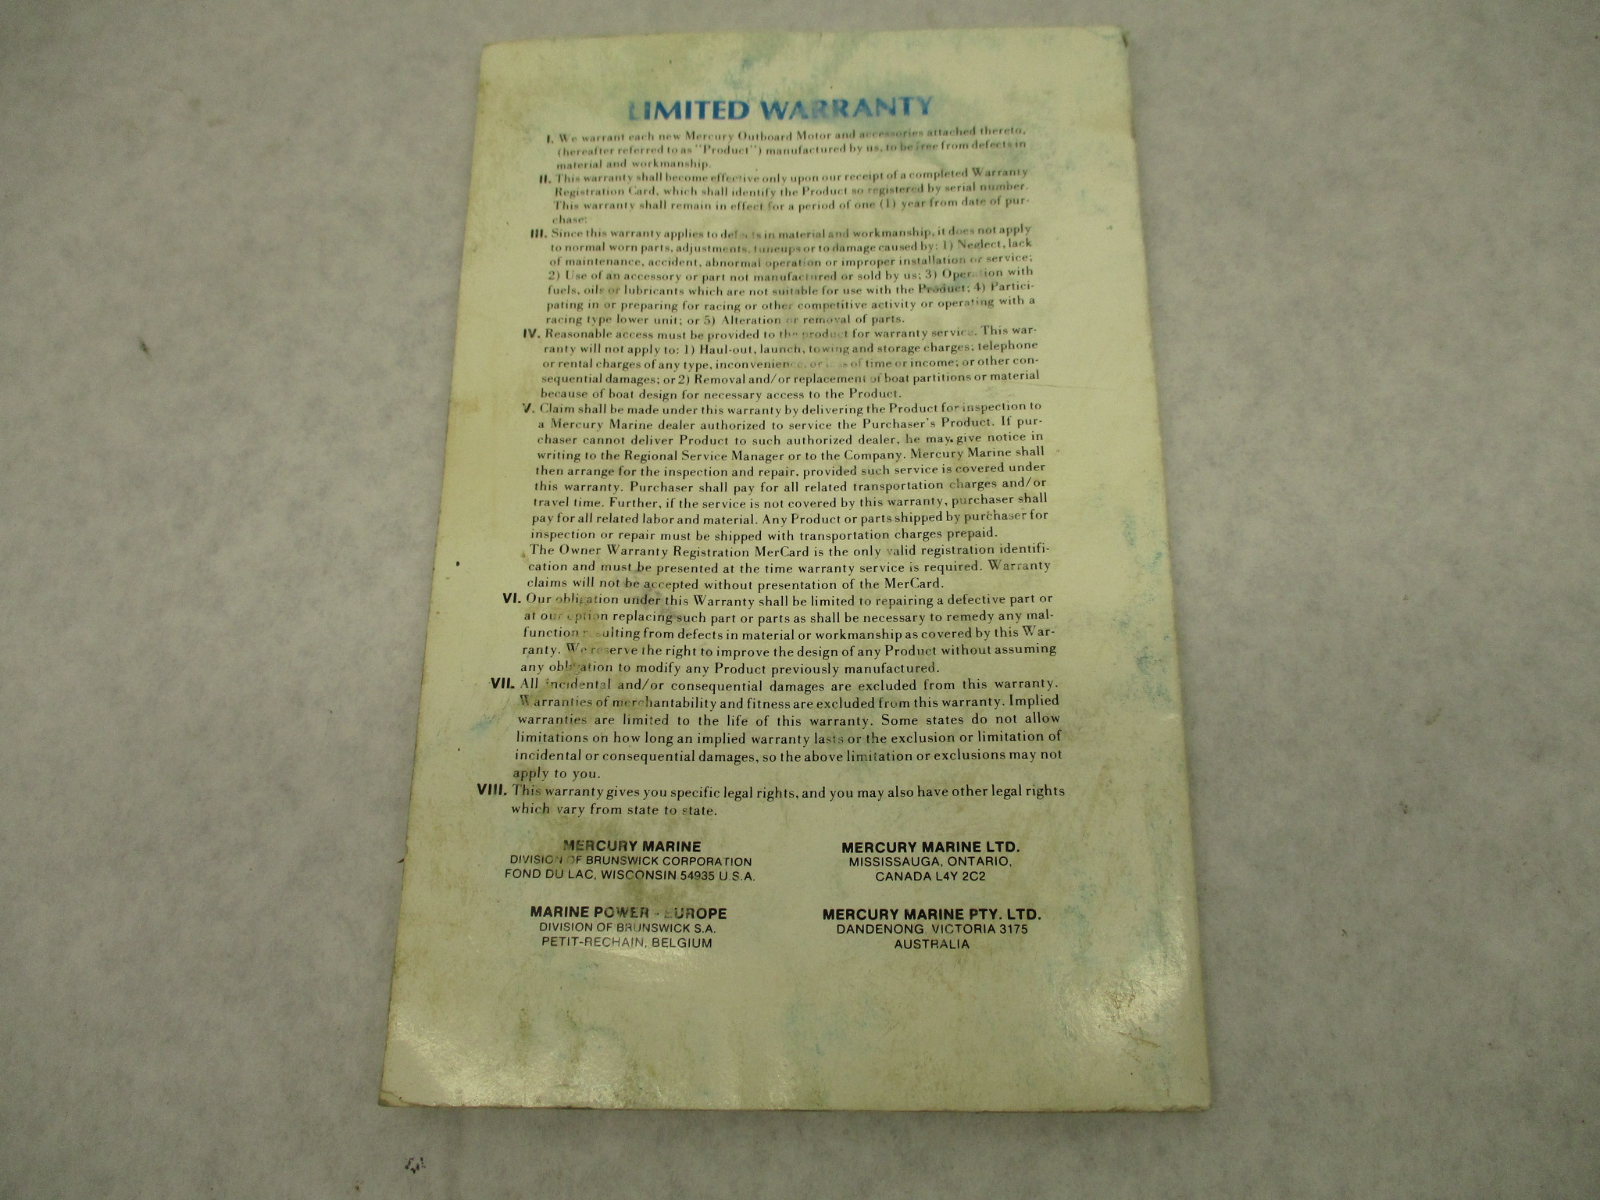 LIMITED WARRANTY
I. We warrant each new Mercury Outboard Motor and accessories attached thereto,
(hereafter referred to as "Product") manufactured by us, to be free from defects in
material and workmanship.
II. This warranty shall become effective only upon our receipt of a completed Warranty
Registration Card, which shall identify the Product so registered by serial number.
This warranty shall remain in effect for a period of one (1) year from date of pur-
chase:
III. Since this warranty applies to defects in material and workmanship, it does not apply
to normal worn parts, adjustments, tuneups or to damage caused by: 1) Neglect, lack
of maintenance, accident, abnormal operation or improper installation or service;
2) Use of an accessory or part not manufactured or sold by us; 3) Operation with
fuels, oils or lubricants which are not suitable for use with the Product; 4) Partici-
pating in or preparing for racing or other competitive activity or operating with a
racing type lower unit; or 5) Alteration or removal of parts.
IV. Reasonable access must be provided to the product for warranty service. This war-
ranty will not apply to: 1) Haul-out, launch, towing and storage charges; telephone
or rental charges of any type, inconvenience, or loss of time or income; or other con-
sequential damages; or 2) Removal and/or replacement of boat partitions or material
because of boat design for necessary access to the Product.
V. Claim shall be made under this warranty by delivering the Product for inspection to
a Mercury Marine dealer authorized to service the Purchaser's Product. If pur-
chaser cannot deliver Product to such authorized dealer, he may give notice in
writing to the Regional Service Manager or to the Company. Mercury Marine shall
then arrange for the inspection and repair, provided such service is covered under
this warranty. Purchaser shall pay for all related transportation charges and/or
travel time. Further, if the service is not covered by this warranty, purchaser shall
pay for all related labor and material. Any Product or parts shipped by purchaser for
inspection or repair must be shipped with transportation charges prepaid.
The Owner Warranty Registration MerCard is the only valid registration identifi-
cation and must be presented at the time warranty service is required. Warranty
claims will not be accepted without presentation of the MerCard.
VI. Our obligation under this Warranty shall be limited to repairing a defective part or
at our option replacing such part or parts as shall be necessary to remedy any mal-
function resulting from defects in material or workmanship as covered by this War-
ranty. We reserve the right to improve the design of any Product without assuming
any obligation to modify any Product previously manufactured.
VII. All incidental and/or consequential damages are excluded from this warranty.
Warranties of merchantability and fitness are excluded from this warranty. Implied
warranties are limited to the life of this warranty. Some states do not allow
limitations on how long an implied warranty lasts or the exclusion or limitation of
incidental or consequential damages, so the above limitation or exclusions may not
apply to you.
VIII. This warranty gives you specific legal rights, and you may also have other legal rights
which vary from state to state.
MERCURY MARINE
DIVISION OF BRUNSWICK CORPORATION
FOND DU LAC, WISCONSIN 54935 U.S.A.
MERCURY MARINE LTD.
MISSISSAUGA, ONTARIO,
CANADA L4Y 2C2
MARINE POWER - EUROPE
DIVISION OF BRUNSWICK S.A.
PETIT-RECHAIN, BELGIUM
MERCURY MARINE PTY. LTD.
DANDENONG VICTORIA 3175
AUSTRALIA